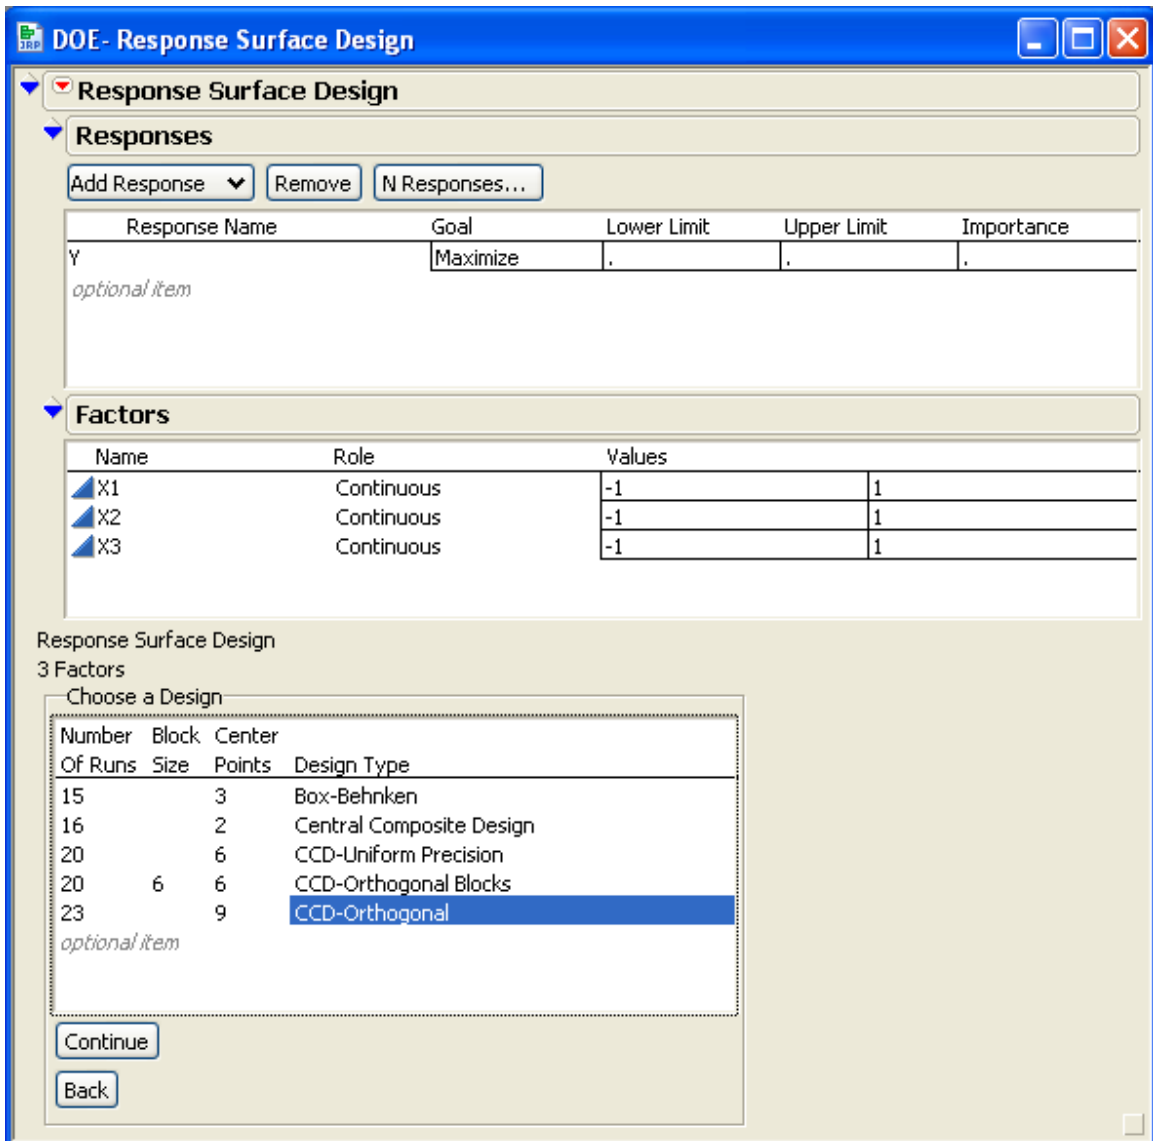 DOE- Response Surface Design
Response Surface Design
Responses
Add Response Remove N Responses...
Response Name Goal Lower Limit Upper Limit Importance
Y Maximize . . .
optional item
Factors
Name Role Values
X1 Continuous -1 1
X2 Continuous -1 1
X3 Continuous -1 1
Response Surface Design
3 Factors
Choose a Design
Number Block Center
Of Runs Size Points Design Type
15 3 Box-Behnken
16 2 Central Composite Design
20 6 CCD-Uniform Precision
20 6 6 CCD-Orthogonal Blocks
23 9 CCD-Orthogonal
optional item
Continue
Back